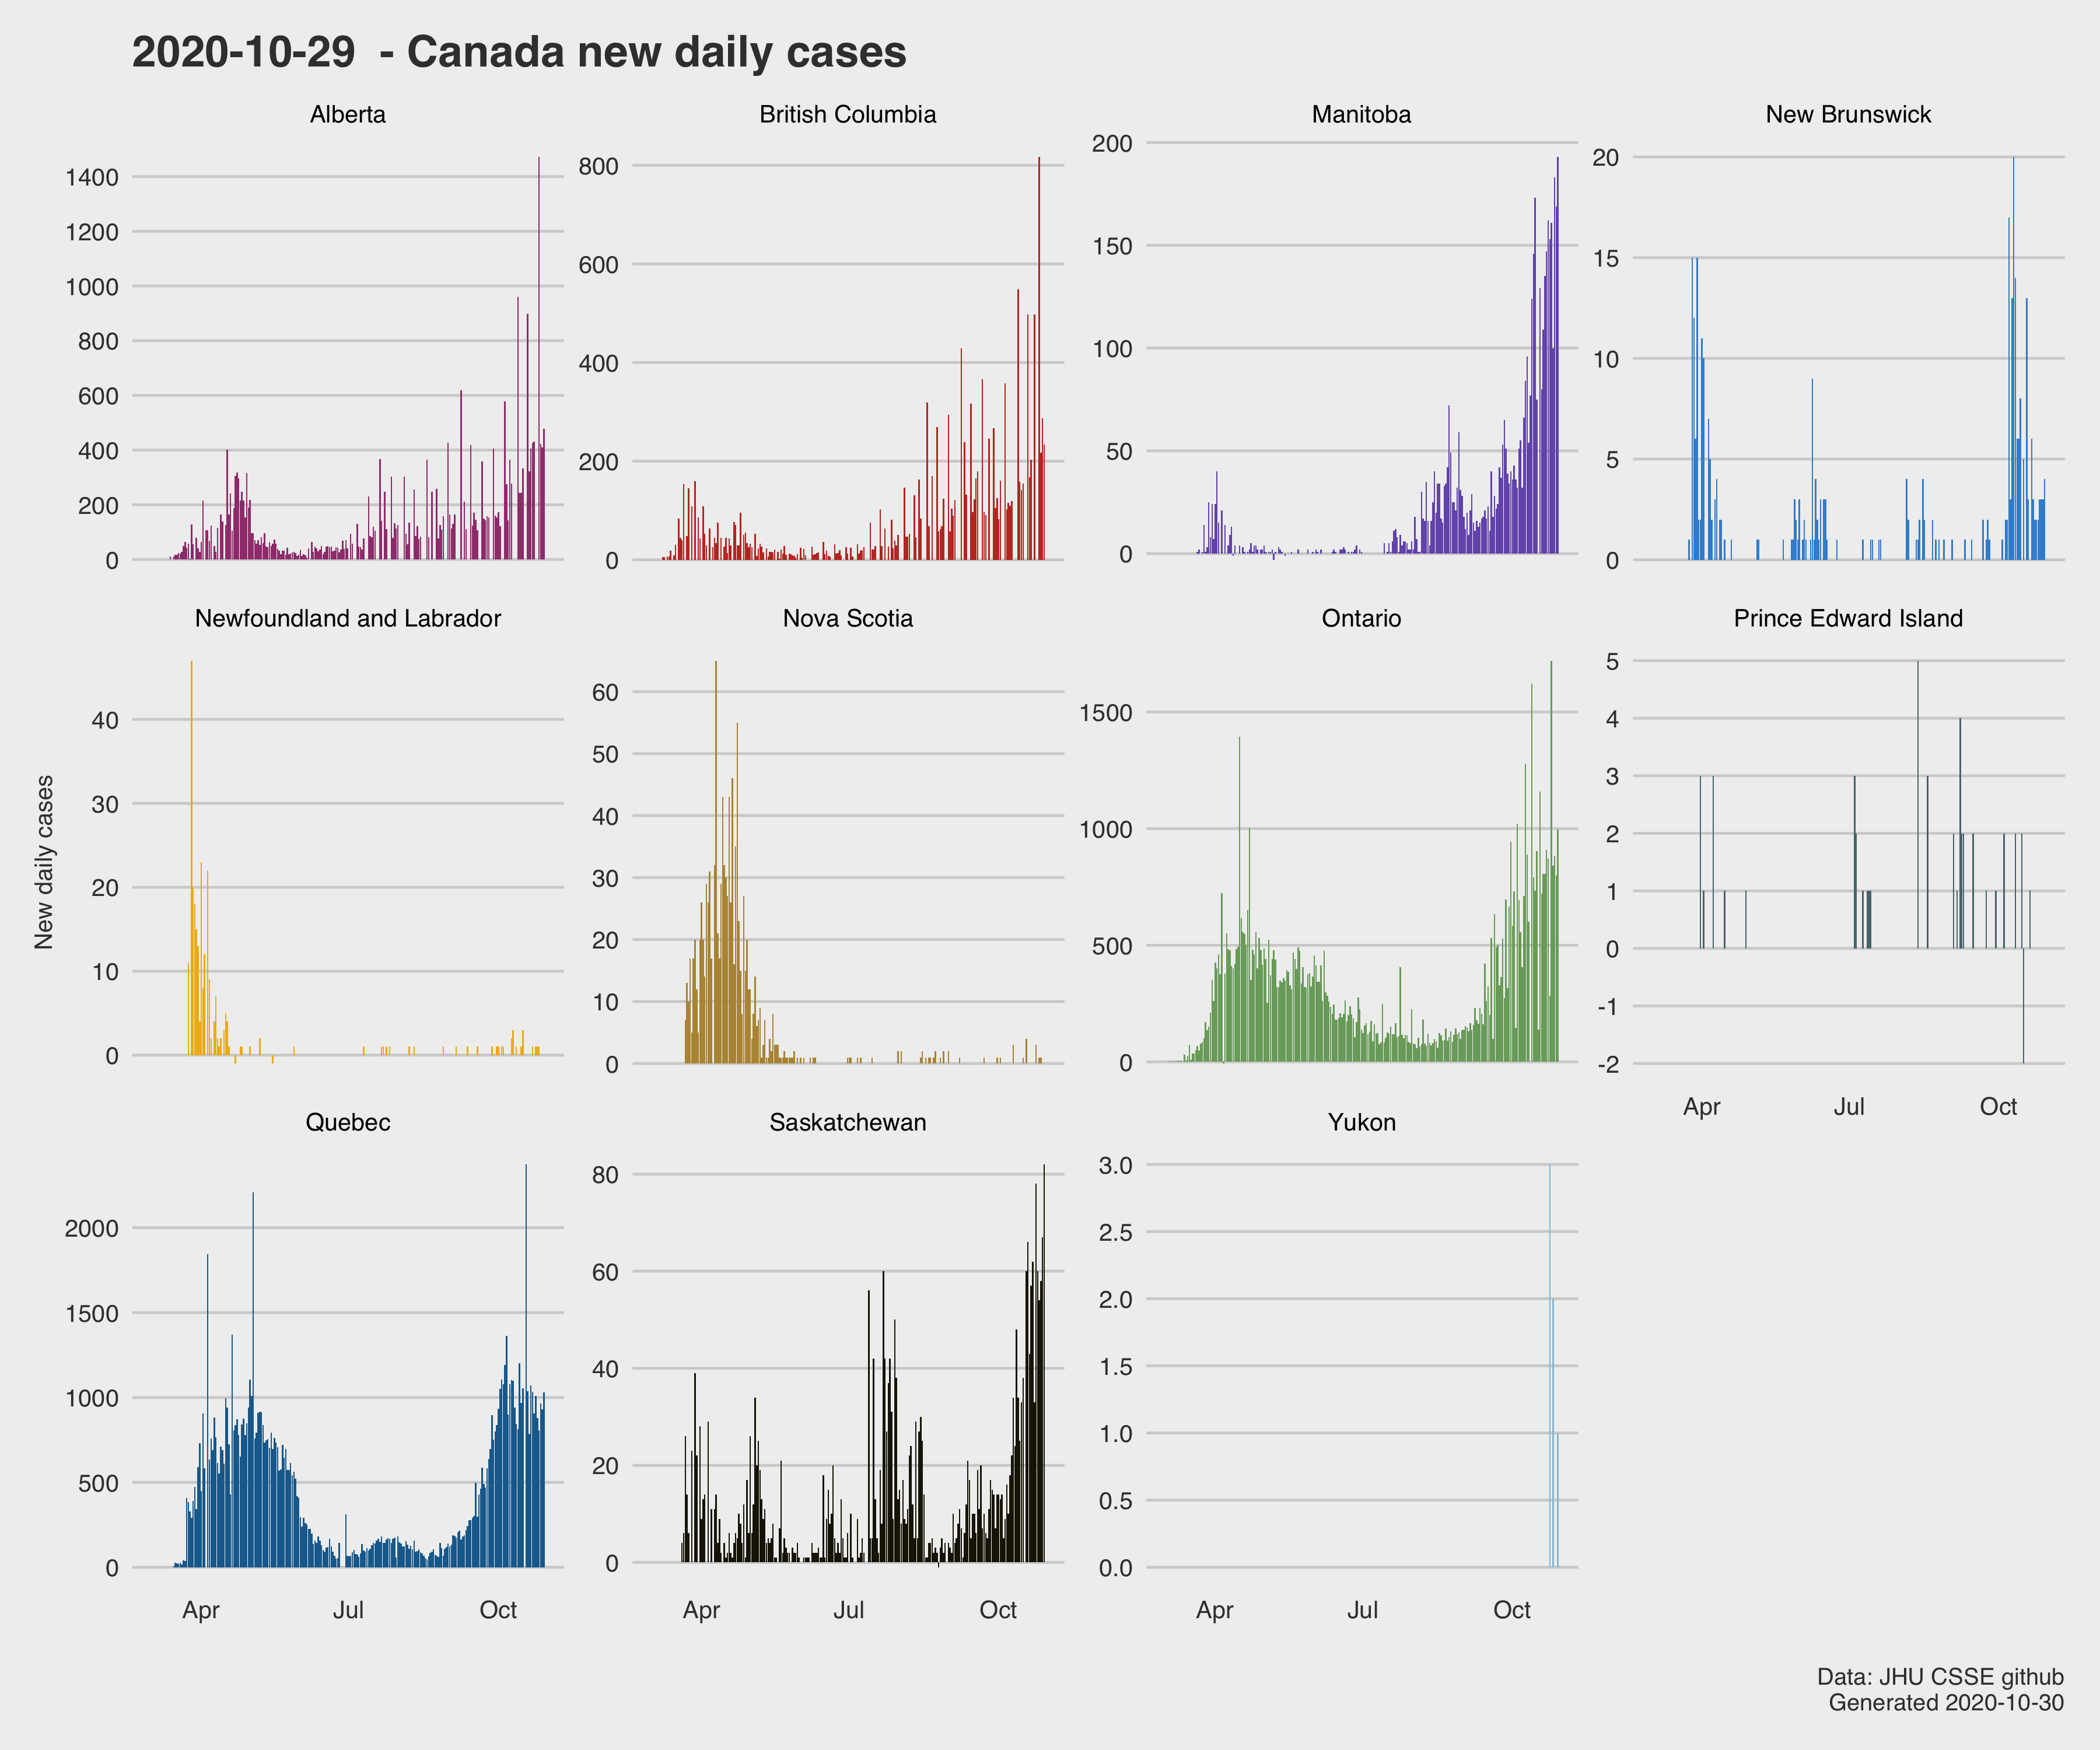 2020-10-29  - Canada new daily cases
Alberta
British Columbia
Manitoba
New Brunswick
1400
1200
1000
800
600
400
200
0
800
600
400
200
0
200
150
100
50
0
20
15
10
5
0
Newfoundland and Labrador
Nova Scotia
Ontario
Prince Edward Island
New daily cases
40
30
20
10
0
60
50
40
30
20
10
0
1500
1000
500
0
5
4
3
2
1
0
-1
-2
Apr
Jul
Oct
Quebec
Saskatchewan
Yukon
2000
1500
1000
500
0
80
60
40
20
0
3.0
2.5
2.0
1.5
1.0
0.5
0.0
Apr
Jul
Oct
Apr
Jul
Oct
Apr
Jul
Oct
Data: JHU CSSE github
Generated 2020-10-30